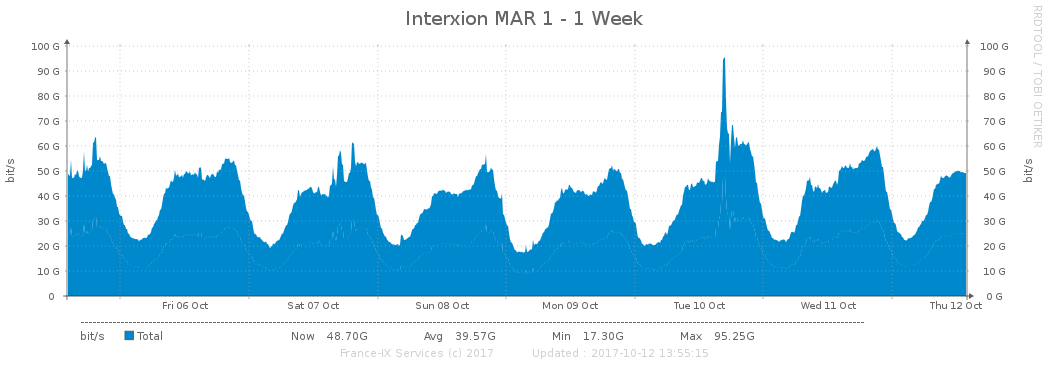 Interxion MAR 1 - 1 Week
RRDTOOL / TOBI OETIKER
bit/s
100 G 100 G
90 G 90 G
80 G 80 G
70 G 70 G
60 G 60 G
50 G 50 G
40 G 40 G
30 G 30 G
20 G 20 G
10 G 10 G
0 0 G
bit/s
Fri 06 Oct Sat 07 Oct Sun 08 Oct Mon 09 Oct Tue 10 Oct Wed 11 Oct Thu 12 Oct
bit/s Total Now 48.70G Avg 39.57G Min 17.30G Max 95.25G
France-IX Services (c) 2017 Updated : 2017-10-12 13:55:15